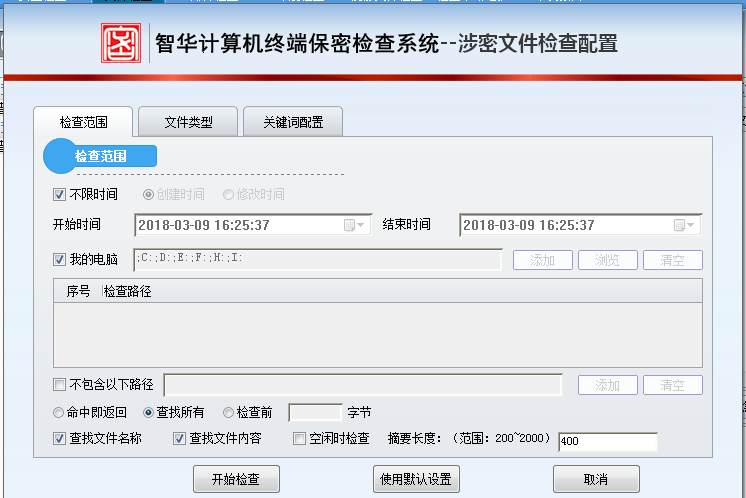 智华计算机终端保密检查系统--涉密文件检查配置
检查范围 文件类型 关键词配置
检查范围
不限时间 创建时间 修改时间
开始时间 2018-03-09 16:25:37 结束时间 2018-03-09 16:25:37
我的电脑 ;C:;D:;E:;F:;H:;I: 添加 浏览 清空
序号 检查路径
不包含以下路径 添加 清空
命中即返回 查找所有 检查前 字节
查找文件名称 查找文件内容 空闲时检查 摘要长度：（范围：200~2000） 400
开始检查 使用默认设置 取消